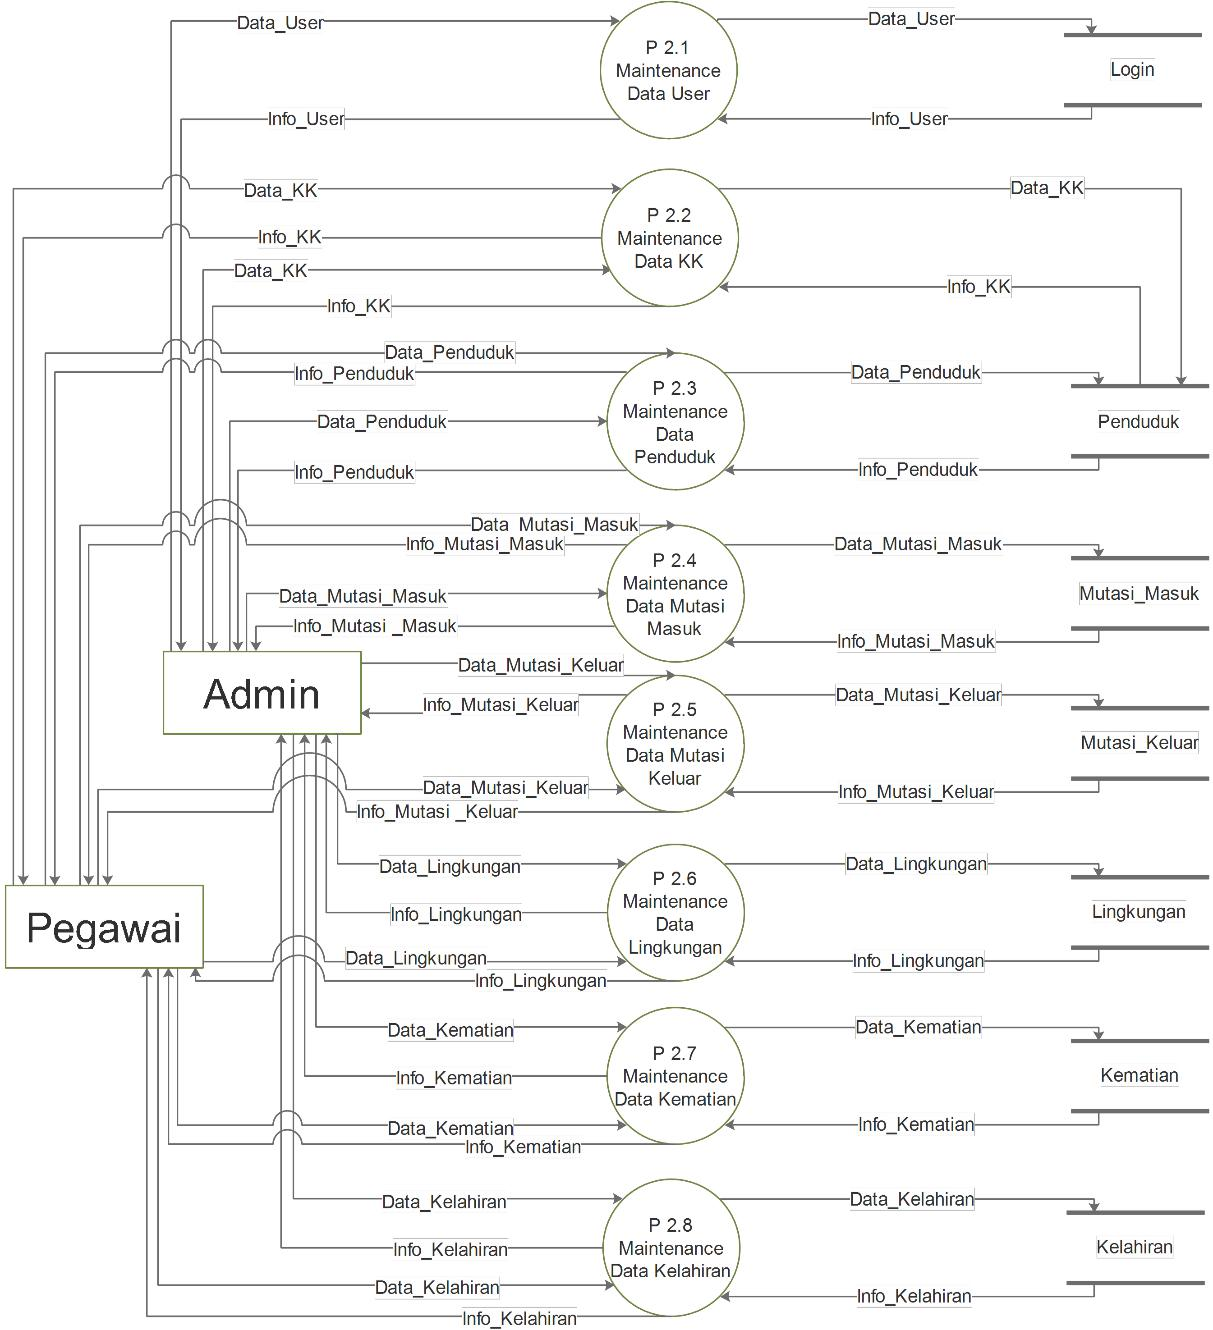 Data_User
Data_User
P 2.1
Maintenance
Data User
Login
Info_User
Info_User
Data_KK
Data_KK
P 2.2
Maintenance
Data KK
Info_KK
Data_KK
Info_KK
Info_KK
Data_Penduduk
Info_Penduduk
Data_Penduduk
P 2.3
Maintenance
Data
Penduduk
Data_Penduduk
Penduduk
Info_Penduduk
Info_Penduduk
Data_Mutasi_Masuk
Info_Mutasi_Masuk
Data_Mutasi_Masuk
P 2.4
Maintenance
Data Mutasi
Masuk
Data_Mutasi_Masuk
Mutasi_Masuk
Info_Mutasi _Masuk
Info_Mutasi_Masuk
Admin
Data_Mutasi_Keluar
Info_Mutasi_Keluar
Data_Mutasi_Keluar
P 2.5
Maintenance
Data Mutasi
Keluar
Mutasi_Keluar
Data_Mutasi_Keluar
Info_Mutasi_Keluar
Info_Mutasi _Keluar
Data_Lingkungan
Data_Lingkungan
P 2.6
Maintenance
Data
Lingkungan
Info_Lingkungan
Lingkungan
Pegawai
Data_Lingkungan
Info_Lingkungan
Info_Lingkungan
Data_Kematian
Data_Kematian
P 2.7
Maintenance
Data Kematian
Info_Kematian
Kematian
Data_Kematian
Info_Kematian
Info_Kematian
Data_Kelahiran
Data_Kelahiran
P 2.8
Maintenance
Data Kelahiran
Info_Kelahiran
Kelahiran
Data_Kelahiran
Info_Kelahiran
Info_Kelahiran